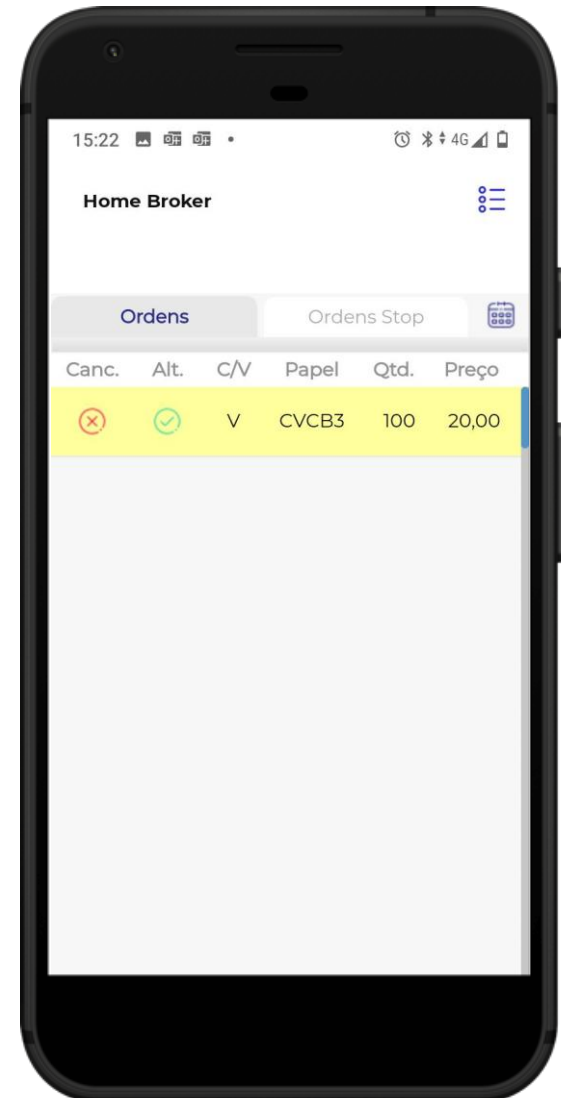 15:22 4G
Home Broker
Ordens Ordens Stop
Canc. Alt. C/V Papel Qtd. Preço
V CVCB3 100 20,00